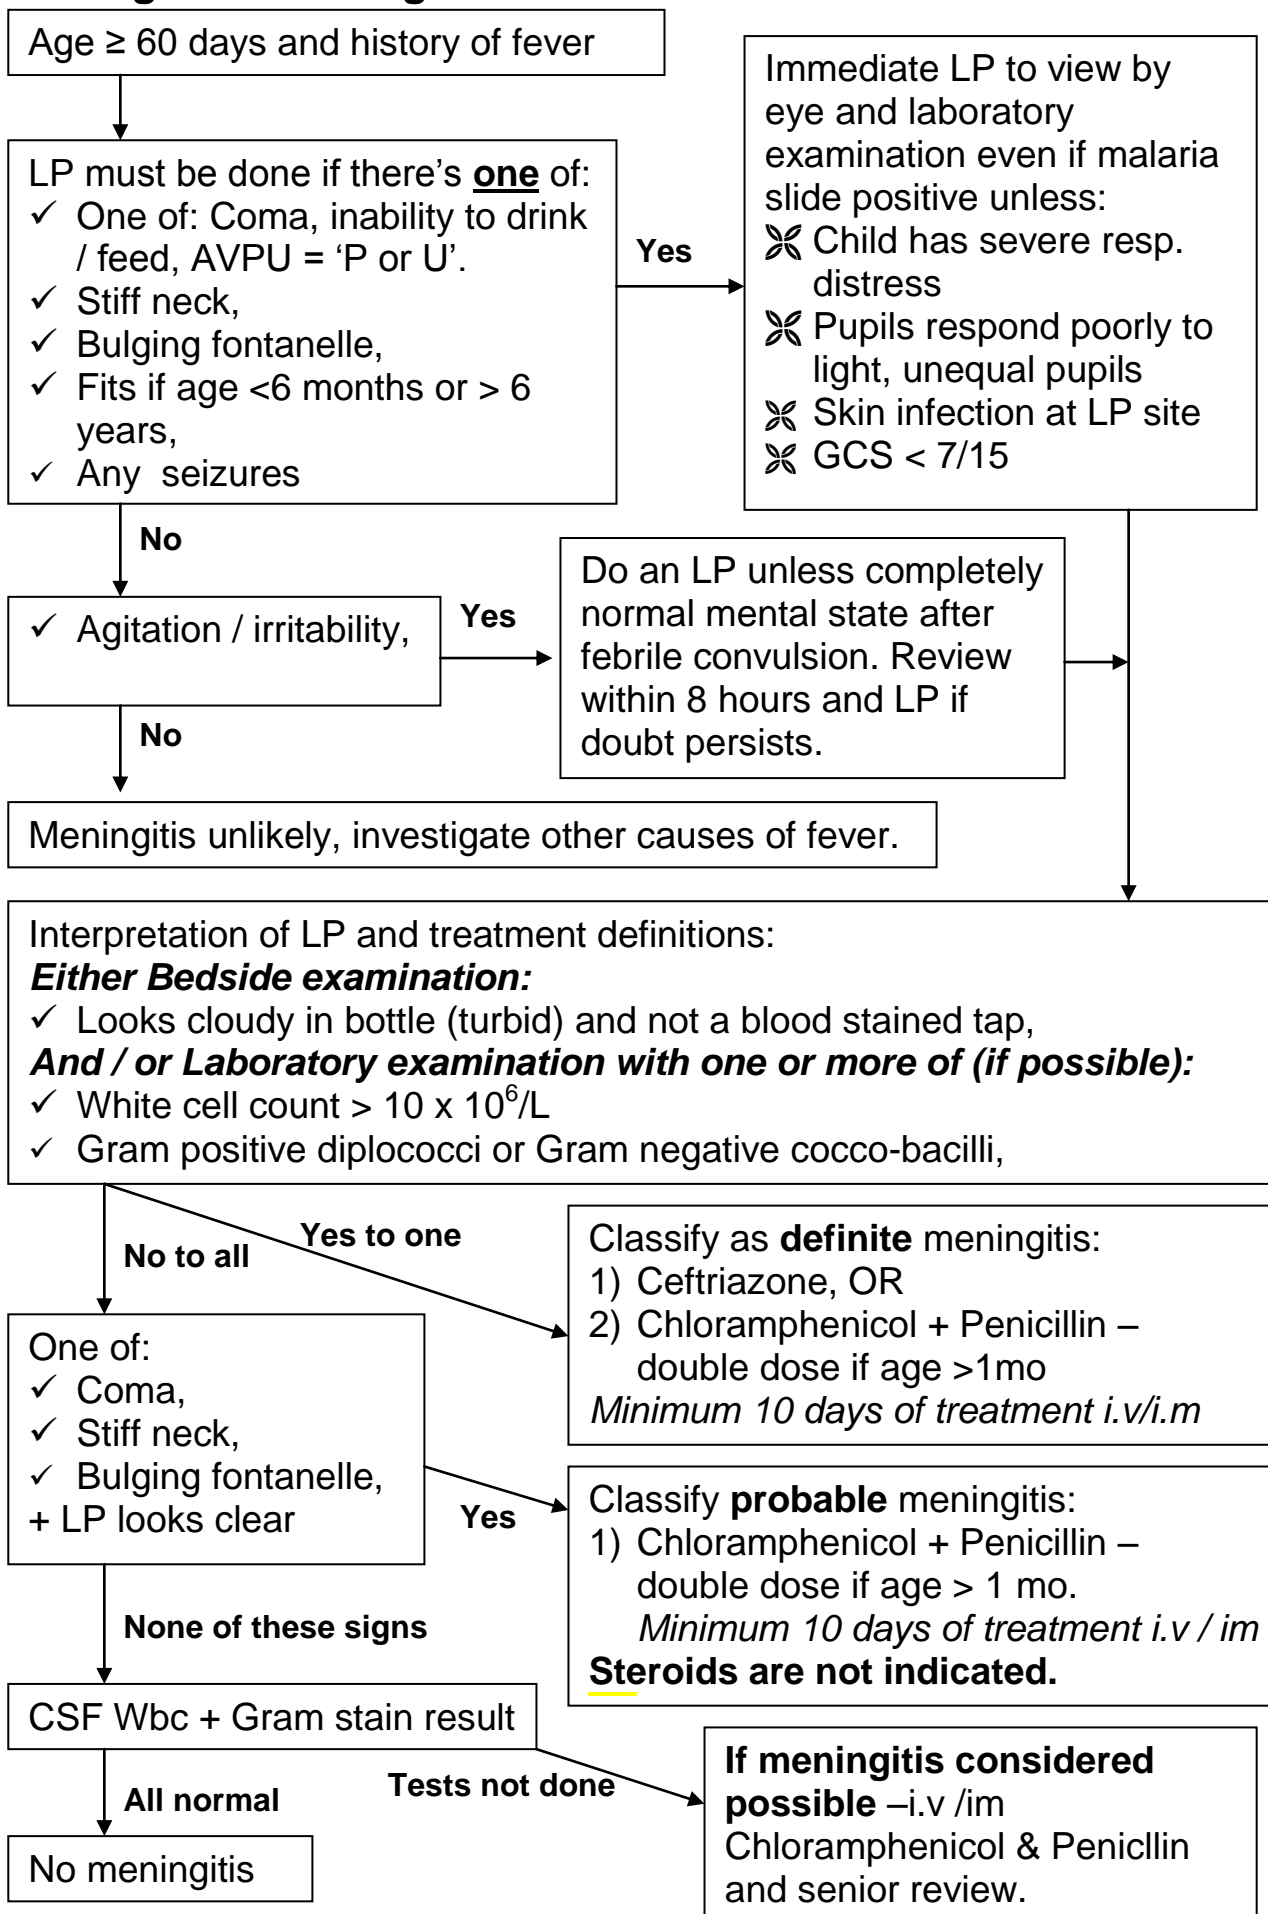 Age ≥ 60 days and history of fever
LP must be done if there's one of:
✓ One of: Coma, inability to drink
/ feed, AVPU = 'P or U'.
✓ Stiff neck,
✓ Bulging fontanelle,
✓ Fits if age <6 months or > 6
years,
✓ Any seizures
Yes
Immediate LP to view by
eye and laboratory
examination even if malaria
slide positive unless:
Child has severe resp.
distress
Pupils respond poorly to
light, unequal pupils
Skin infection at LP site
GCS < 7/15
No
✓ Agitation / irritability,
Yes
Do an LP unless completely
normal mental state after
febrile convulsion. Review
within 8 hours and LP if
doubt persists.
No
Meningitis unlikely, investigate other causes of fever.
Interpretation of LP and treatment definitions:
Either Bedside examination:
✓ Looks cloudy in bottle (turbid) and not a blood stained tap,
And / or Laboratory examination with one or more of (if possible):
✓ White cell count > 10 x 10⁶/L
✓ Gram positive diplococci or Gram negative cocco-bacilli,
No to all
Yes to one
Classify as definite meningitis:
1) Ceftriazone, OR
2) Chloramphenicol + Penicillin –
double dose if age >1mo
Minimum 10 days of treatment i.v/i.m
One of:
✓ Coma,
✓ Stiff neck,
✓ Bulging fontanelle,
+ LP looks clear
Yes
Classify probable meningitis:
1) Chloramphenicol + Penicillin –
double dose if age > 1 mo.
Minimum 10 days of treatment i.v / im
Steroids are not indicated.
None of these signs
CSF Wbc + Gram stain result
All normal
Tests not done
If meningitis considered
possible –i.v /im
Chloramphenicol & Penicllin
and senior review.
No meningitis